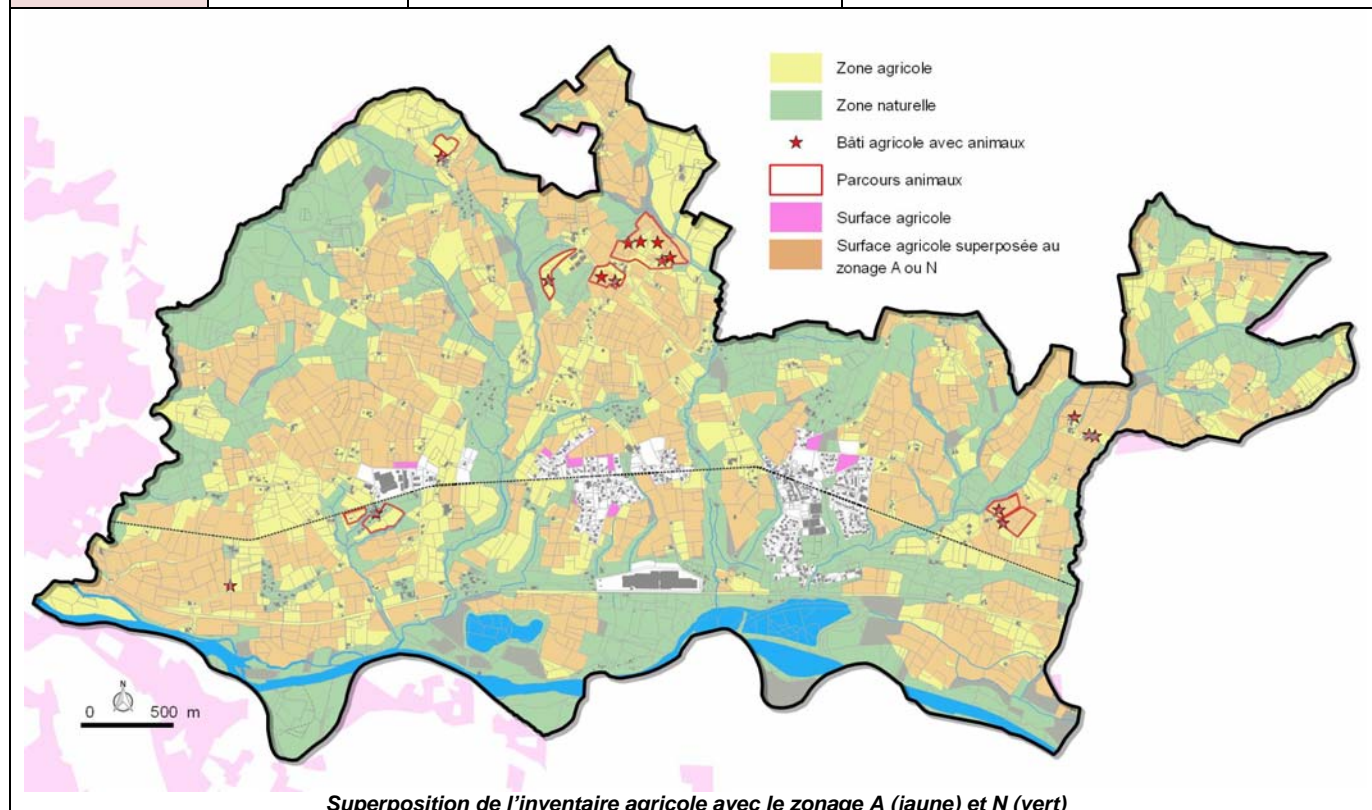 Zone agricole
Zone naturelle
Bâti agricole avec animaux
Parcours animaux
Surface agricole
Surface agricole superposée au
zonage A ou N
N
0 500 m
Superposition de l'inventaire agricole avec le zonage A (jaune) et N (vert)